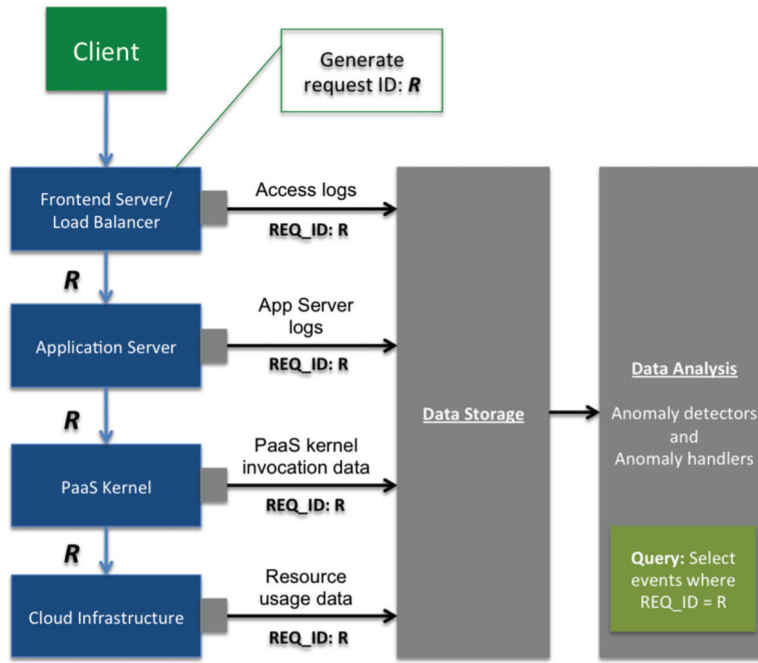 Client
Generate
request ID: R
Frontend Server/
Load Balancer
Access logs
REQ_ID: R
R
Application Server
App Server
logs
REQ_ID: R
R
PaaS Kernel
PaaS kernel
invocation data
REQ_ID: R
R
Cloud Infrastructure
Resource
usage data
REQ_ID: R
Data Storage
Data Analysis
Anomaly detectors
and
Anomaly handlers
Query: Select
events where
REQ_ID = R